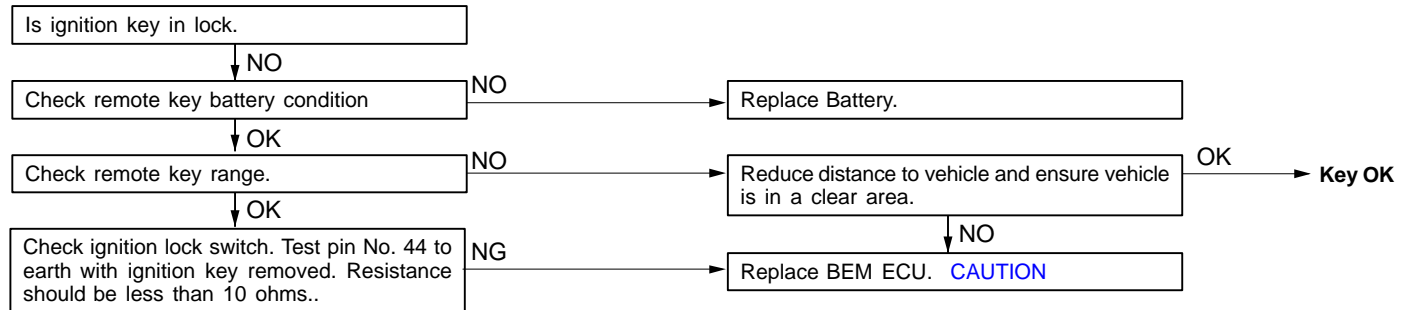 Is ignition key in lock.
NO
Check remote key battery condition
NO
Replace Battery.
OK
Check remote key range.
NO
Reduce distance to vehicle and ensure vehicle
is in a clear area.
OK
Key OK
OK
NO
Check ignition lock switch. Test pin No. 44 to
earth with ignition key removed. Resistance
should be less than 10 ohms..
NG
Replace BEM ECU. CAUTION